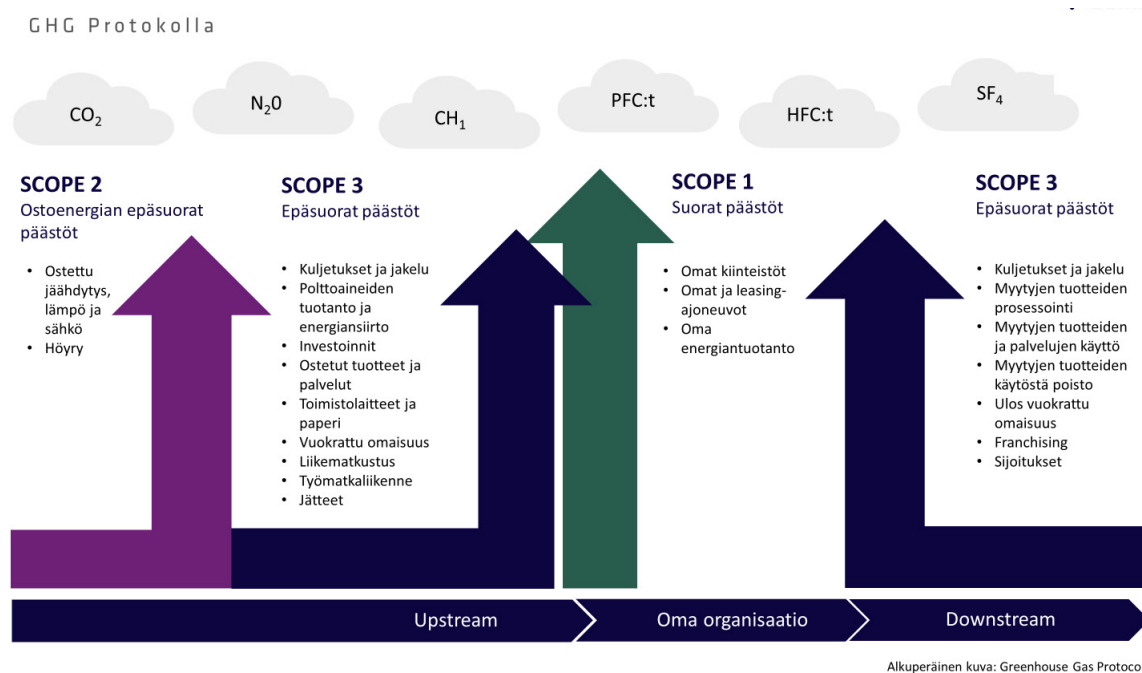 GHG Protokolla
CO₂
N₂0
CH₁
PFC:t
HFC:t
SF₄
SCOPE 2
Ostoenergian epäsuorat
päästöt
• Ostettu
jäähdytys,
lämpö ja
sähkö
• Höyry
SCOPE 3
Epäsuorat päästöt
• Kuljetukset ja jakelu
• Polttoaineiden
tuotanto ja
energiansiirto
• Investoinnit
• Ostetut tuotteet ja
palvelut
• Toimistolaitteet ja
paperi
• Vuokrattu omaisuus
• Liikematkustus
• Työmatkaliikenne
• Jätteet
SCOPE 1
Suorat päästöt
• Omat kiinteistöt
• Omat ja leasing-
ajoneuvot
• Oma
energiantuotanto
SCOPE 3
Epäsuorat päästöt
• Kuljetukset ja jakelu
• Myytyjen tuotteiden
prosessointi
• Myytyjen tuotteiden
ja palvelujen käyttö
• Myytyjen tuotteiden
käytöstä poisto
• Ulos vuokrattu
omaisuus
• Franchising
• Sijoitukset
Upstream
Oma organisaatio
Downstream
Alkuperäinen kuva: Greenhouse Gas Protoco